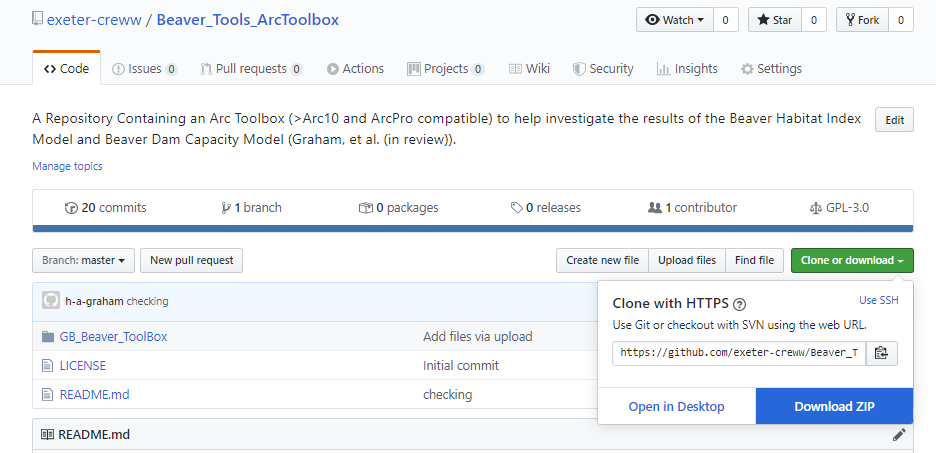 exeter-creww / Beaver_Tools_ArcToolbox
Watch 0 Star 0 Fork 0
Code Issues 0 Pull requests 0 Actions Projects 0 Wiki Security Insights Settings
A Repository Containing an Arc Toolbox (>Arc10 and ArcPro compatible) to help investigate the results of the Beaver Habitat Index
Model and Beaver Dam Capacity Model (Graham, et al. (in review)).
Edit
Manage topics
20 commits 1 branch 0 packages 0 releases 1 contributor GPL-3.0
Branch: master New pull request Create new file Upload files Find file Clone or download
h-a-graham checking
GB_Beaver_ToolBox Add files via upload
LICENSE Initial commit
README.md checking
Clone with HTTPS ? Use SSH
Use Git or checkout with SVN using the web URL.
https://github.com/exeter-creww/Beaver_T
Open in Desktop Download ZIP
README.md